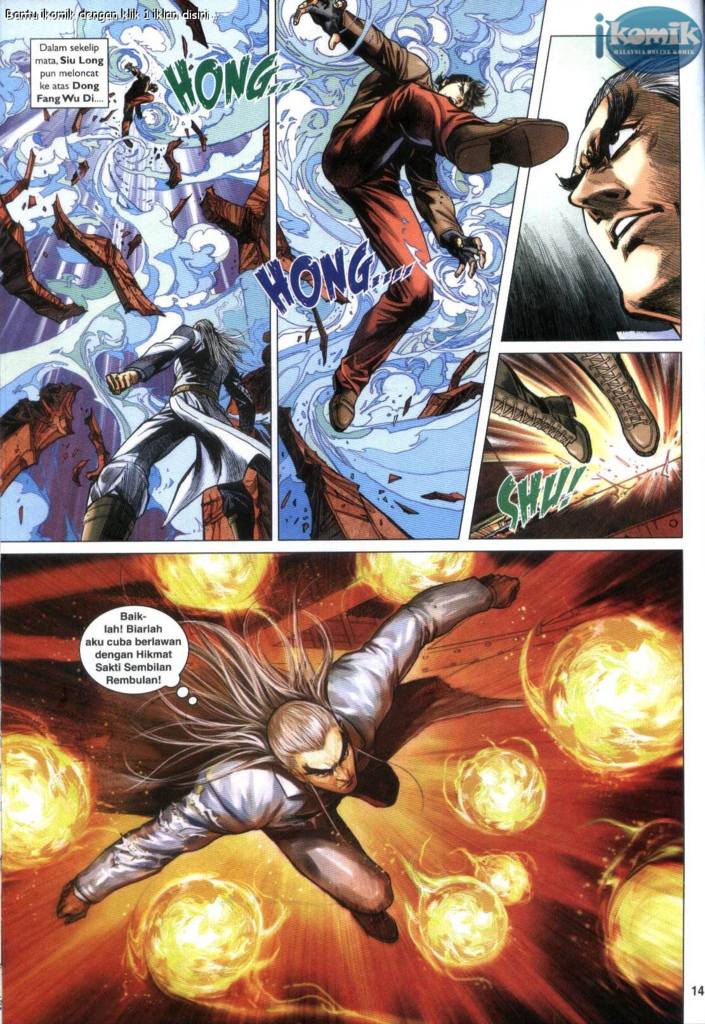 Bantu ikomik dengan klik 1 iklan disini ...
ikomik
MALAYSIA ONLINE KOMIK
Dalam sekelip
mata, Siu Long
pun meloncat
ke atas Dong
Fang Wu Di....
HONG....
HONG....
SHU!
Baik-
lah! Biarlah
aku cuba berlawan
dengan Hikmat
Sakti Sembilan
Rembulan!
14